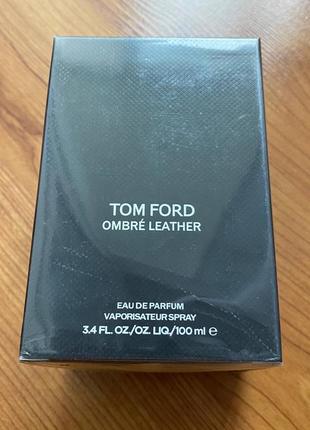 TOM FORD
OMBRÉ LEATHER
EAU DE PARFUM
VAPORISATEUR SPRAY
3.4 FL. OZ./OZ. LIQ./100 ml ℮